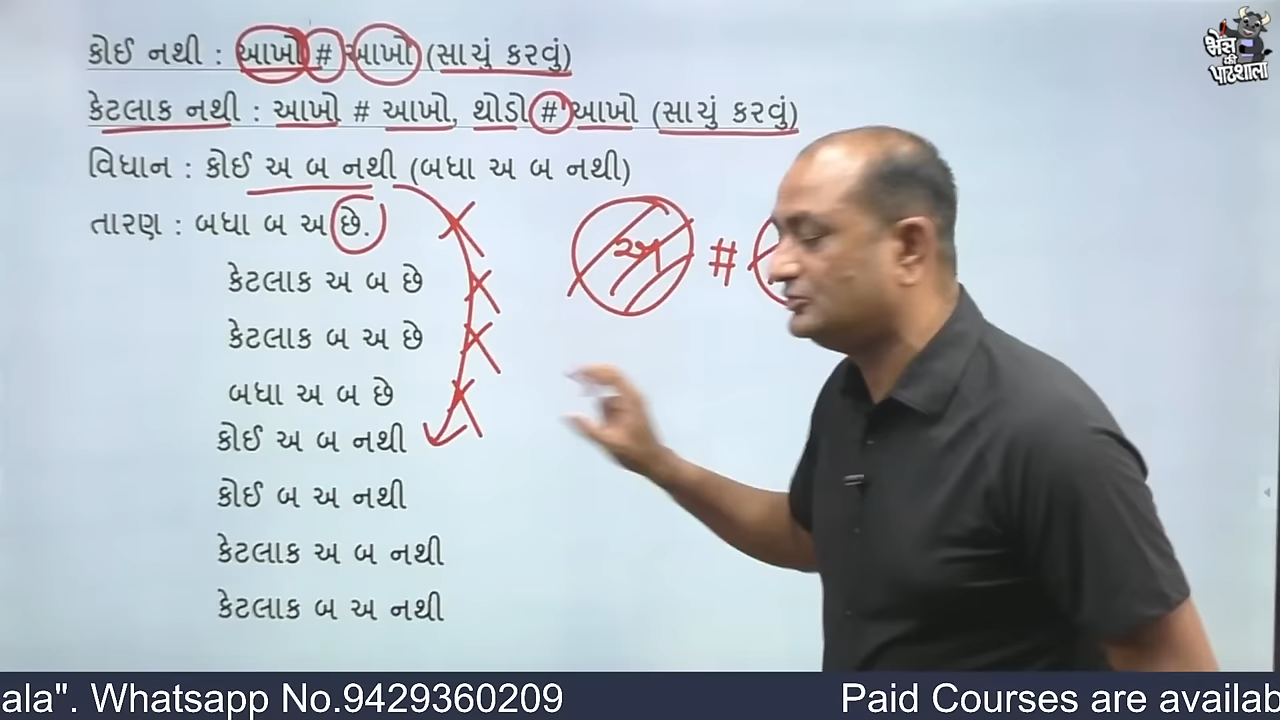 કોઈ નથી : આખો # આખો (સાચું કરવું)
કેટલાક નથી : આખો # આખો, થોડો # આખો (સાચું કરવું)
વિધાન : કોઈ અ બ નથી (બધા અ બ નથી)
તારણ : બધા બ અ છે.
અ #
કેટલાક અ બ છે
કેટલાક બ અ છે
બધા અ બ છે
કોઈ અ બ નથી
કોઈ બ અ નથી
કેટલાક અ બ નથી
કેટલાક બ અ નથી
भैंस
की
पाठशाला
ala". Whatsapp No.9429360209 Paid Courses are availab